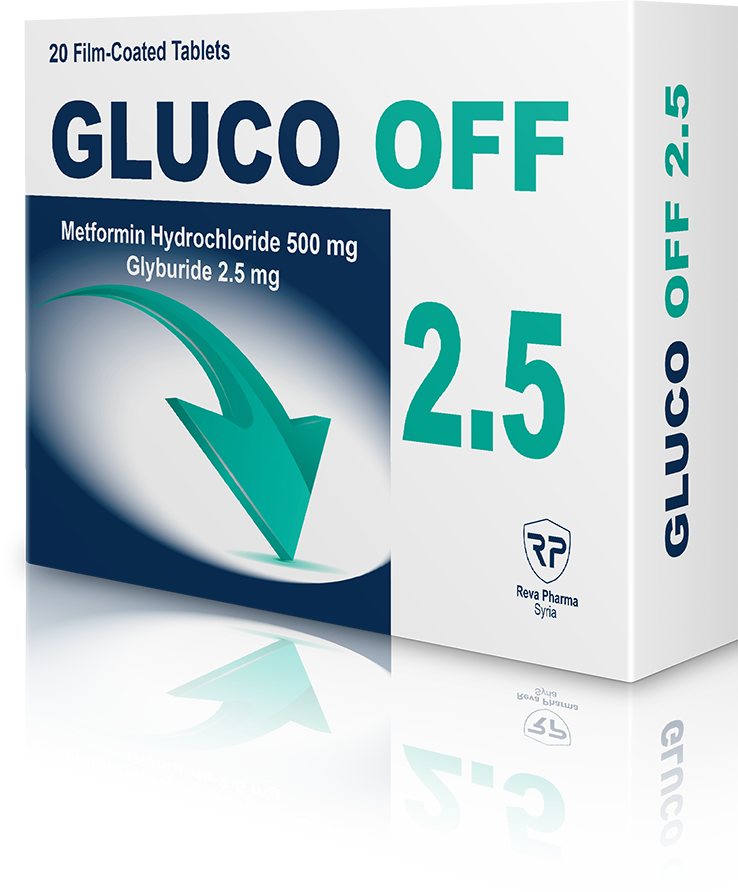 20 Film-Coated Tablets
GLUCO OFF
Metformin Hydrochloride 500 mg
Glyburide 2.5 mg
2.5
RP
Reva Pharma
Syria
GLUCO OFF 2.5